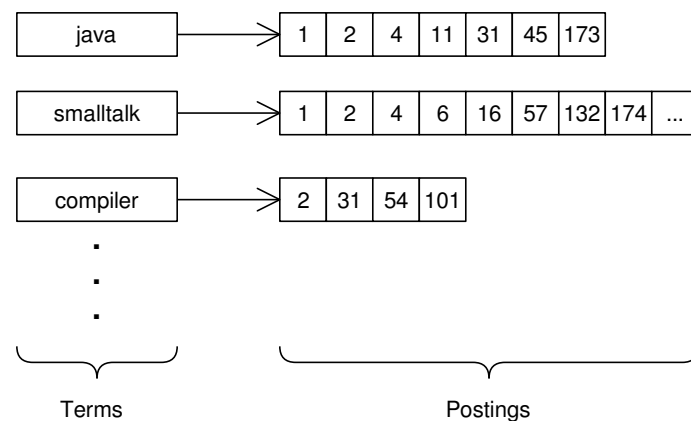 java 1 2 4 11 31 45 173
smalltalk 1 2 4 6 16 57 132 174 ...
compiler 2 31 54 101
Terms Postings